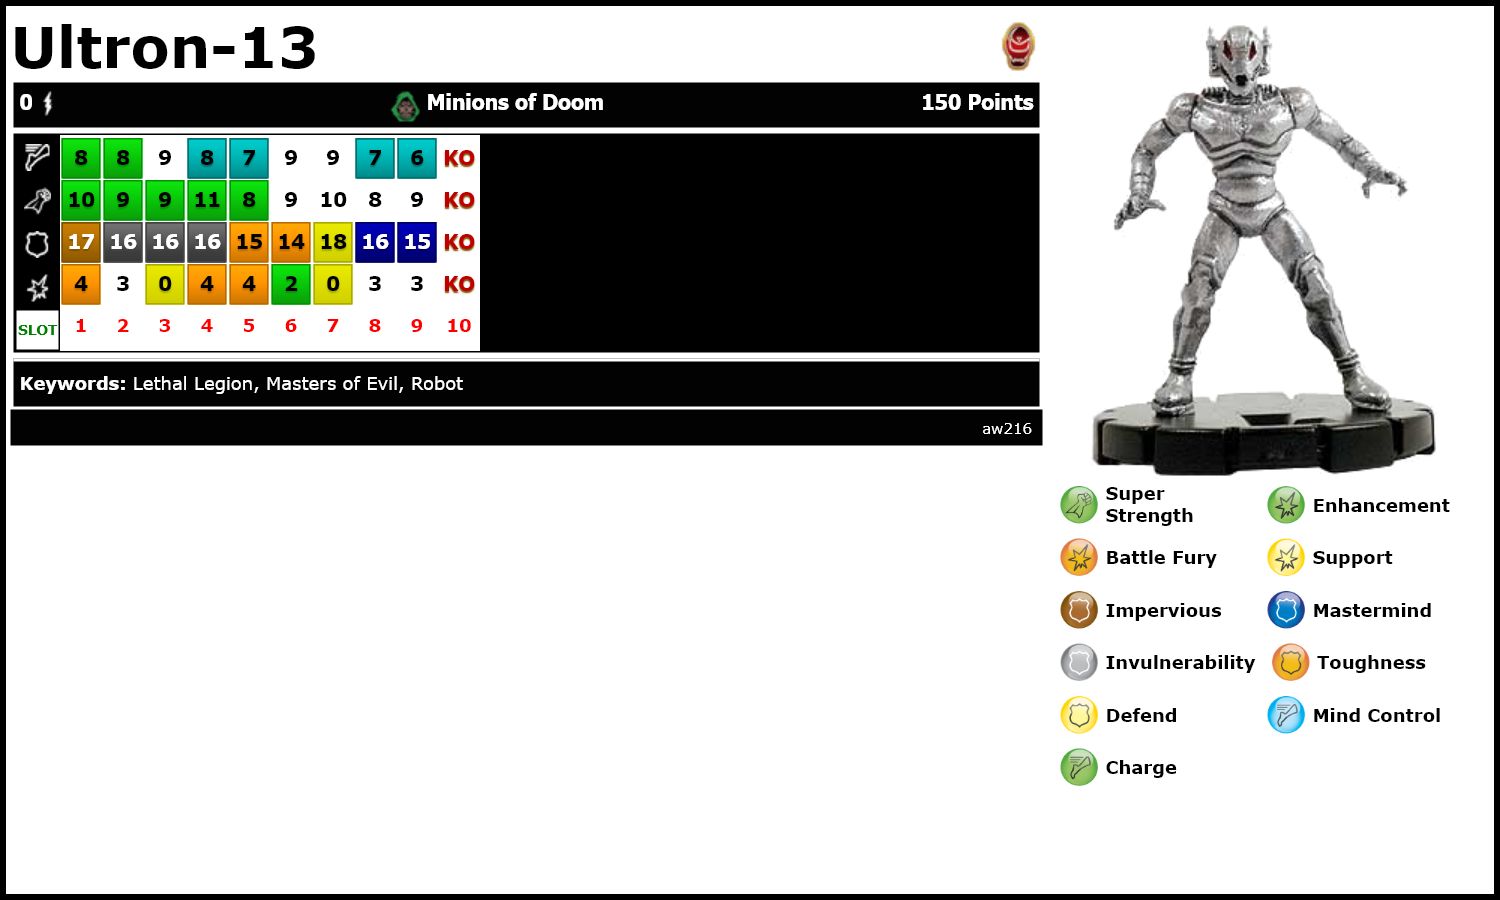 Ultron-13
0 Minions of Doom 150 Points
8 8 9 8 7 9 9 7 6 KO
10 9 9 11 8 9 10 8 9 KO
17 16 16 16 15 14 18 16 15 KO
4 3 0 4 4 2 0 3 3 KO
SLOT 1 2 3 4 5 6 7 8 9 10
Keywords: Lethal Legion, Masters of Evil, Robot
aw216
Super
Strength
Enhancement
Battle Fury
Support
Impervious
Mastermind
Invulnerability
Toughness
Defend
Mind Control
Charge